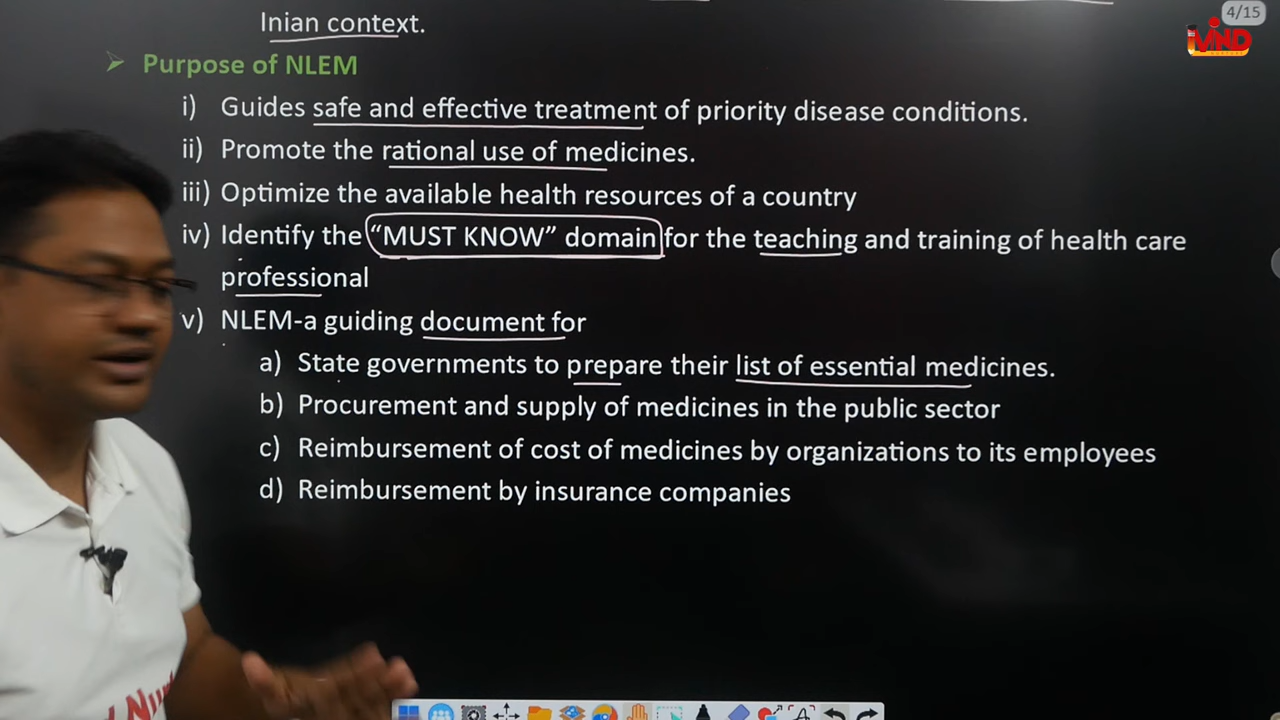 4/15
MIND
Inian context.
Purpose of NLEM
i) Guides safe and effective treatment of priority disease conditions.
ii) Promote the rational use of medicines.
iii) Optimize the available health resources of a country
iv) Identify the “MUST KNOW” domain for the teaching and training of health care
professional
v) NLEM-a guiding document for
a) State governments to prepare their list of essential medicines.
b) Procurement and supply of medicines in the public sector
c) Reimbursement of cost of medicines by organizations to its employees
d) Reimbursement by insurance companies